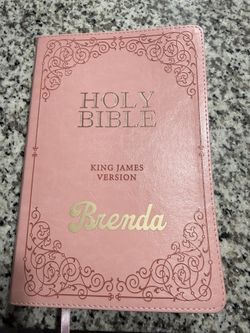 HOLY
BIBLE
KING JAMES
VERSION
Brenda